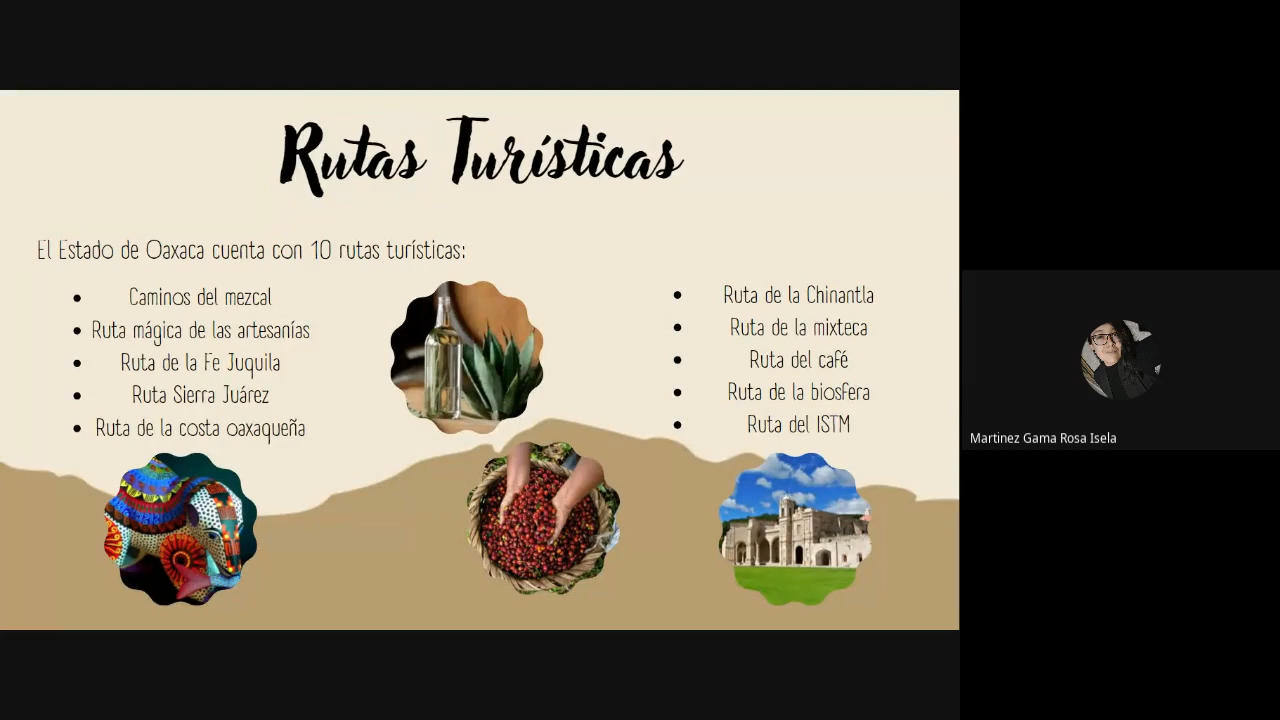 Rutas Turísticas
El Estado de Oaxaca cuenta con 10 rutas turísticas:
Caminos del mezcal
Ruta mágica de las artesanías
Ruta de la Fe Juquila
Ruta Sierra Juárez
Ruta de la costa oaxaqueña
Ruta de la Chinantla
Ruta de la mixteca
Ruta del café
Ruta de la biosfera
Ruta del ISTM
Martinez Gama Rosa Isela